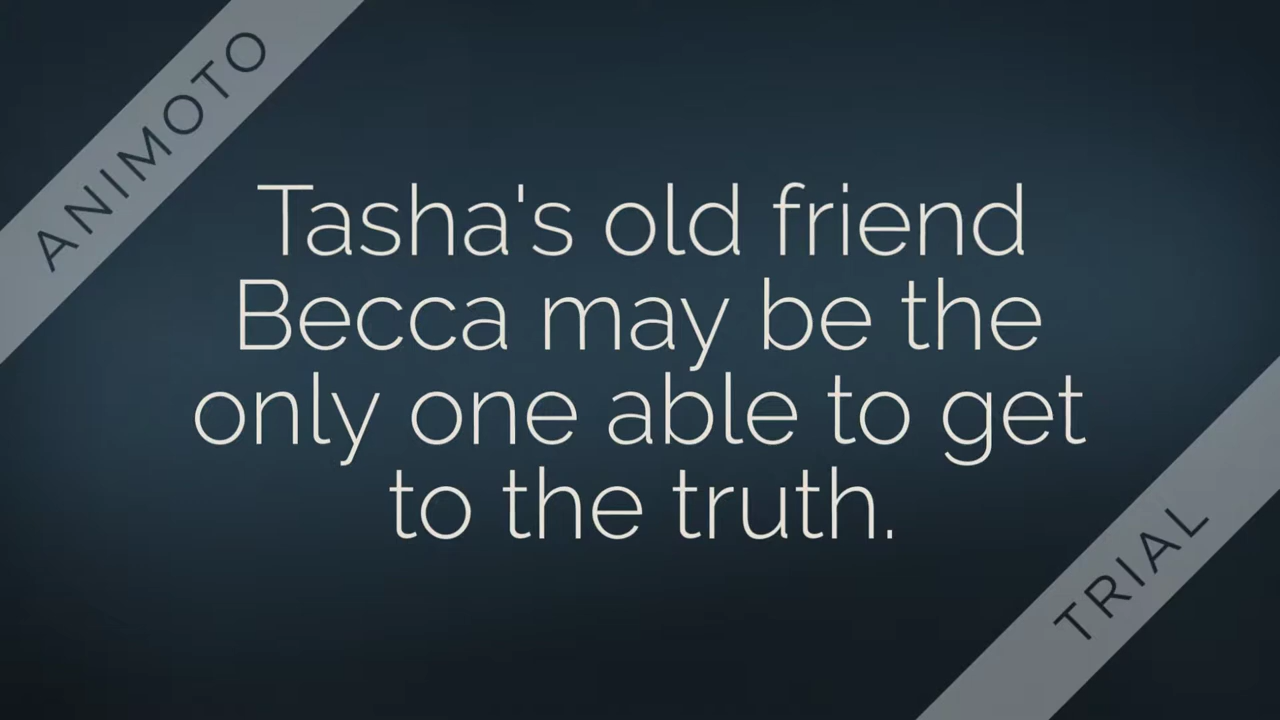 ANIMOTO
Tasha's old friend
Becca may be the
only one able to get
to the truth.
TRIAL